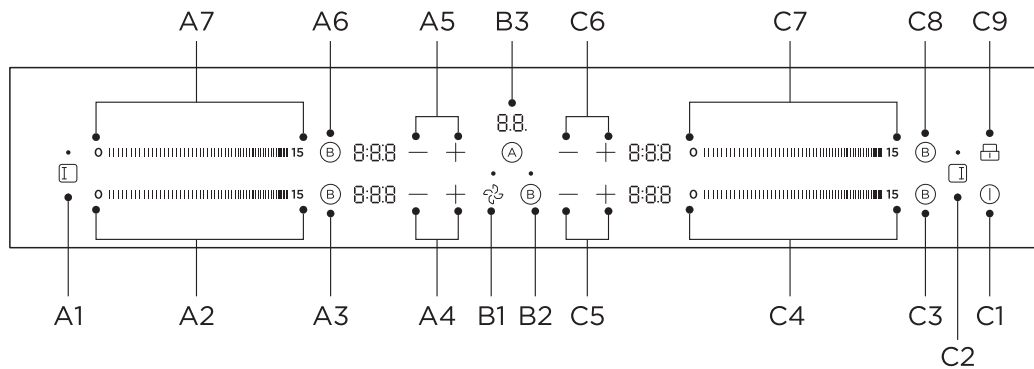 A7 A6 A5 B3 C6 C7 C8 C9
8.8.
0 15 B 8:8.8 A 8:8.8 0 15 B
0 15 B 8:8.8 B 8:8.8 0 15 B
A1 A2 A3 A4 B1 B2 C5 C4 C3 C1
C2